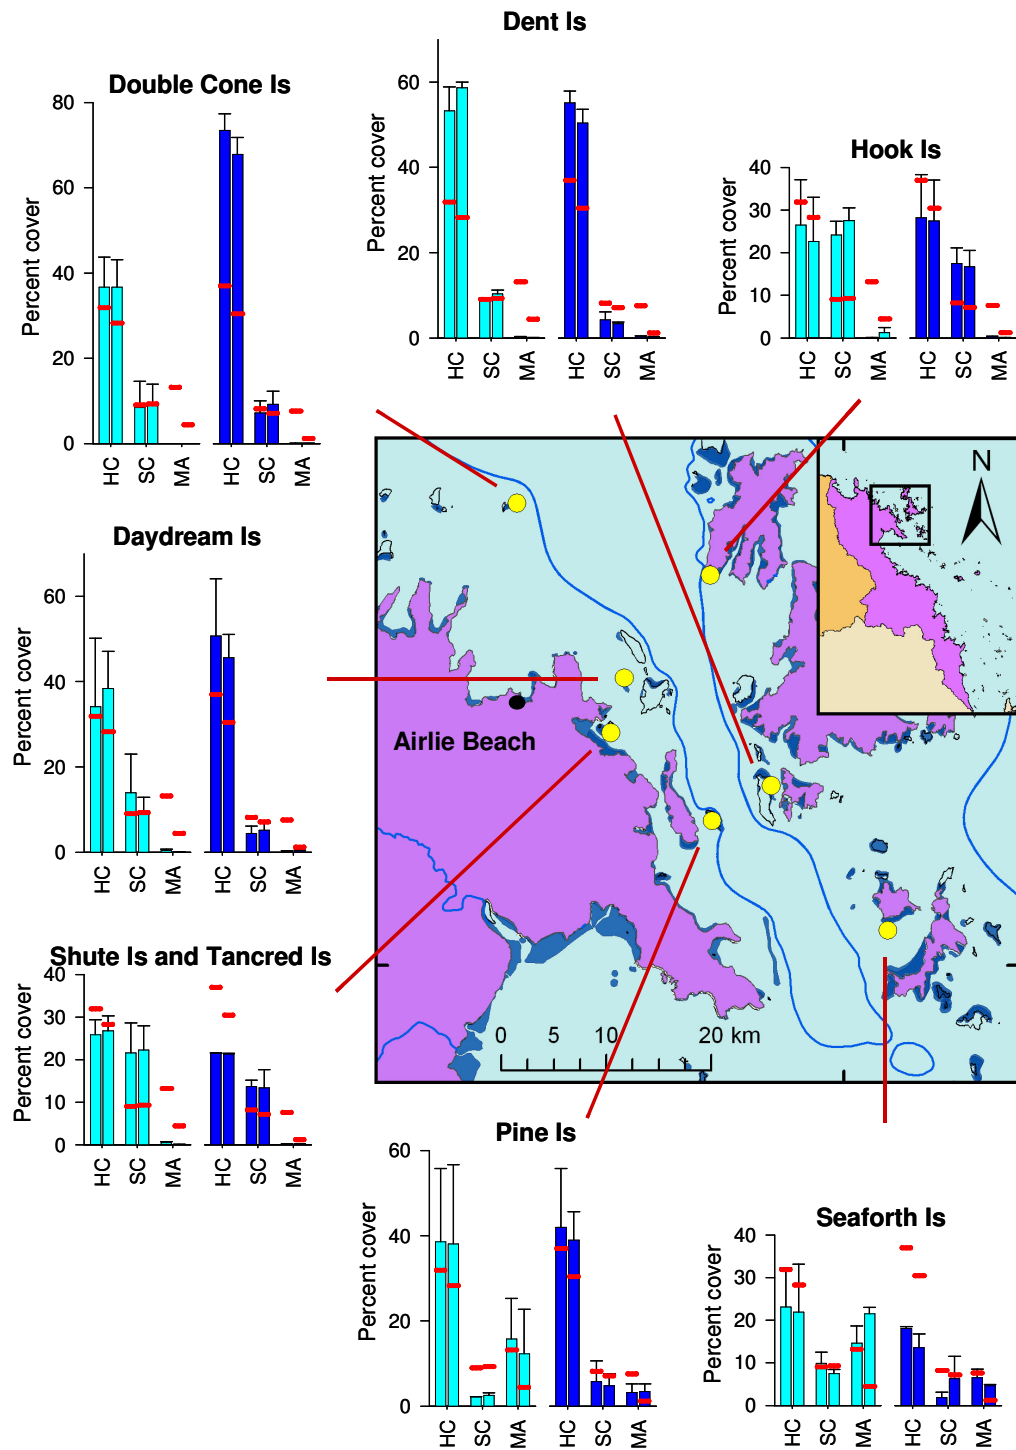 Dent Is
Percent cover
60
40
20
0
HC SC MA HC SC MA
Double Cone Is
Percent cover
80
60
40
20
0
HC SC MA HC SC MA
Hook Is
Percent cover
40
30
20
10
0
HC SC MA HC SC MA
Daydream Is
Percent cover
60
40
20
0
HC SC MA HC SC MA
N
Airlie Beach
0 5 10 20 km
Shute Is and Tancred Is
Percent cover
40
30
20
10
0
HC SC MA HC SC MA
Pine Is
Percent cover
60
40
20
0
HC SC MA HC SC MA
Seaforth Is
Percent cover
40
30
20
10
0
HC SC MA HC SC MA